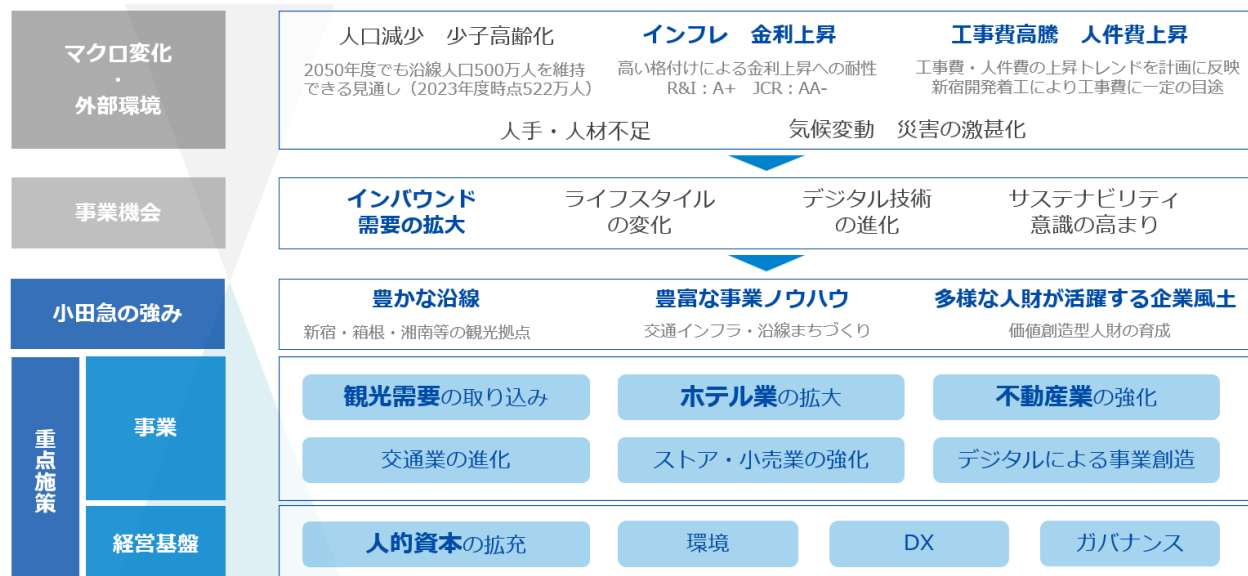 マクロ変化
・
外部環境
人口減少　少子高齢化
2050年度でも沿線人口500万人を維持
できる見通し（2023年度時点522万人）
インフレ　金利上昇
高い格付けによる金利上昇への耐性
R&I：A+　JCR：AA-
工事費高騰　人件費上昇
工事費・人件費の上昇トレンドを計画に反映
新宿開発着工により工事費に一定の目途
人手・人材不足
気候変動　災害の激甚化
事業機会
インバウンド
需要の拡大
ライフスタイル
の変化
デジタル技術
の進化
サステナビリティ
意識の高まり
小田急の強み
豊かな沿線
新宿・箱根・湘南等の観光拠点
豊富な事業ノウハウ
交通インフラ・沿線まちづくり
多様な人財が活躍する企業風土
価値創造型人財の育成
重点施策
事業
観光需要の取り込み
ホテル業の拡大
不動産業の強化
交通業の進化
ストア・小売業の強化
デジタルによる事業創造
経営基盤
人的資本の拡充
環境
DX
ガバナンス